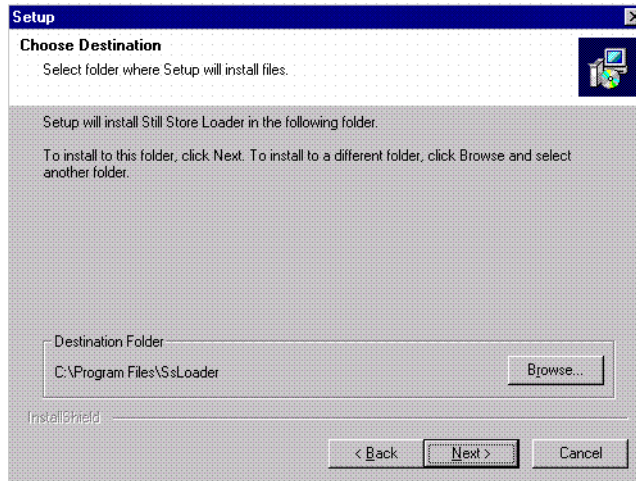 Setup
Choose Destination
Select folder where Setup will install files.
Setup will install Still Store Loader in the following folder.
To install to this folder, click Next. To install to a different folder, click Browse and select
another folder.
Destination Folder
C:\Program Files\SsLoader
Browse...
InstallShield
< Back
Next >
Cancel